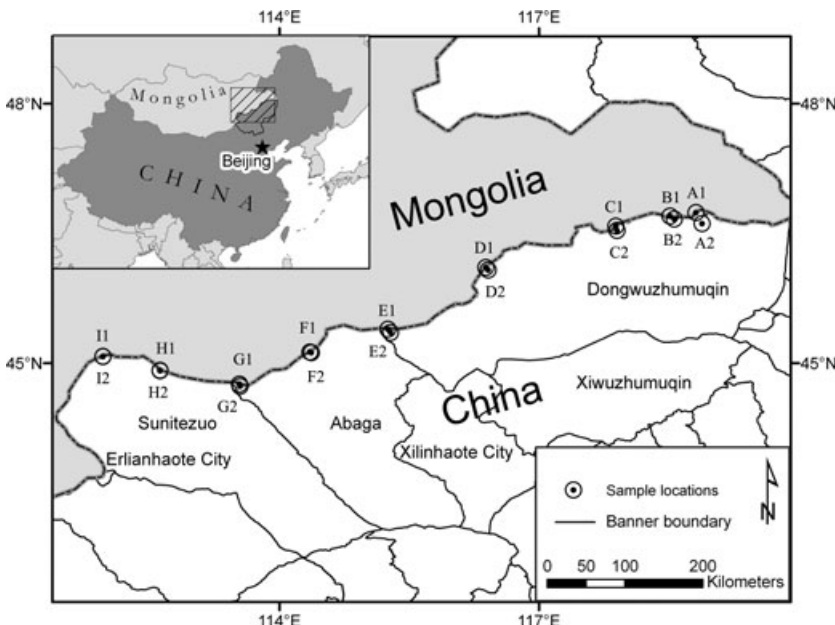 114°E
117°E
48°N
48°N
Mongolia
Beijing
CHINA
Mongolia
A1
B1
C1
A2
B2
C2
D1
D2
Dongwuzhumuqin
E1
E2
F1
F2
I1
H1
G1
45°N
45°N
I2
H2
G2
Xiwuzhumuqin
China
Sunitezuo
Abaga
Erlianhaote City
Xilinhaote City
Sample locations
Banner boundary
N
0 50 100 200
Kilometers
114°E
117°E